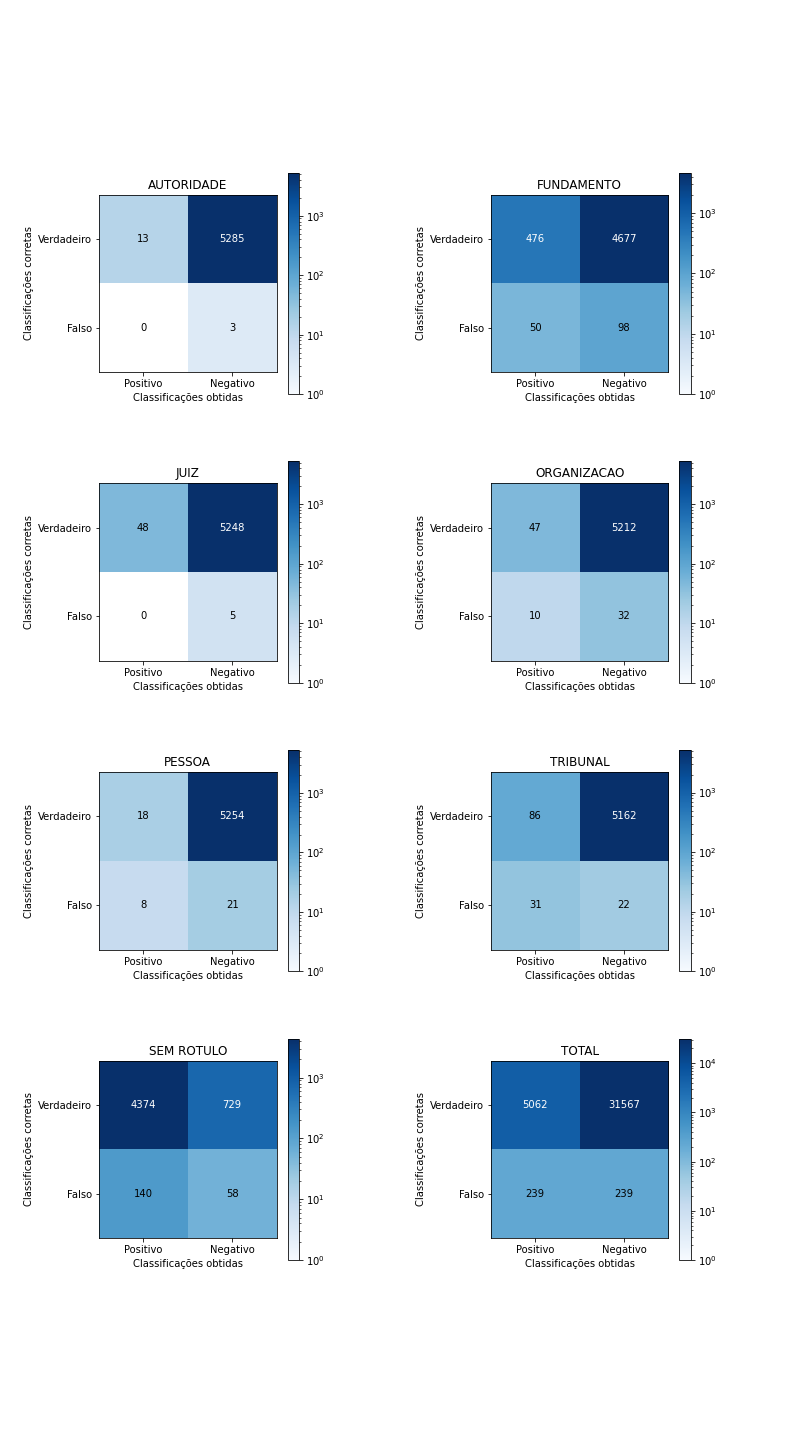 AUTORIDADE
Classificações corretas
Verdadeiro
13
5285
Falso
0
3
Positivo
Negativo
Classificações obtidas
10³
10²
10¹
10⁰
FUNDAMENTO
Classificações corretas
Verdadeiro
476
4677
Falso
50
98
Positivo
Negativo
Classificações obtidas
10³
10²
10¹
10⁰
JUIZ
Classificações corretas
Verdadeiro
48
5248
Falso
0
5
Positivo
Negativo
Classificações obtidas
10³
10²
10¹
10⁰
ORGANIZACAO
Classificações corretas
Verdadeiro
47
5212
Falso
10
32
Positivo
Negativo
Classificações obtidas
10³
10²
10¹
10⁰
PESSOA
Classificações corretas
Verdadeiro
18
5254
Falso
8
21
Positivo
Negativo
Classificações obtidas
10³
10²
10¹
10⁰
TRIBUNAL
Classificações corretas
Verdadeiro
86
5162
Falso
31
22
Positivo
Negativo
Classificações obtidas
10³
10²
10¹
10⁰
SEM ROTULO
Classificações corretas
Verdadeiro
4374
729
Falso
140
58
Positivo
Negativo
Classificações obtidas
10³
10²
10¹
10⁰
TOTAL
Classificações corretas
Verdadeiro
5062
31567
Falso
239
239
Positivo
Negativo
Classificações obtidas
10⁴
10³
10²
10¹
10⁰